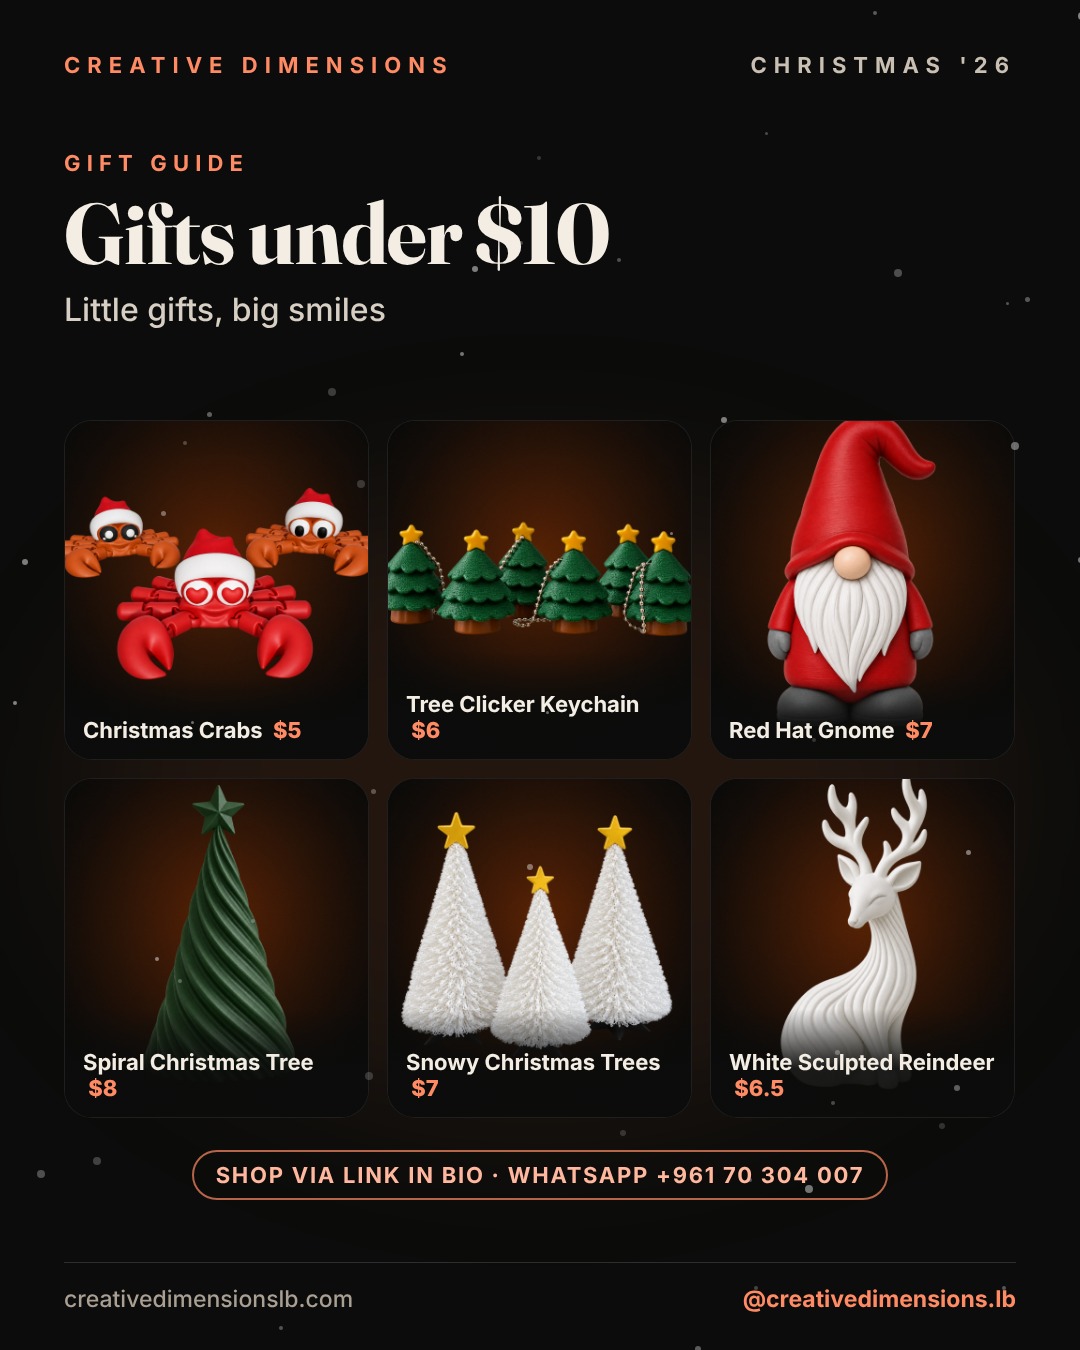 CREATIVE DIMENSIONS
CHRISTMAS '26
GIFT GUIDE
Gifts under $10
Little gifts, big smiles
Christmas Crabs $5
Tree Clicker Keychain
$6
Red Hat Gnome $7
Spiral Christmas Tree
$8
Snowy Christmas Trees
$7
White Sculpted Reindeer
$6.5
SHOP VIA LINK IN BIO · WHATSAPP +961 70 304 007
creativedimensionslb.com
@creativedimensions.lb